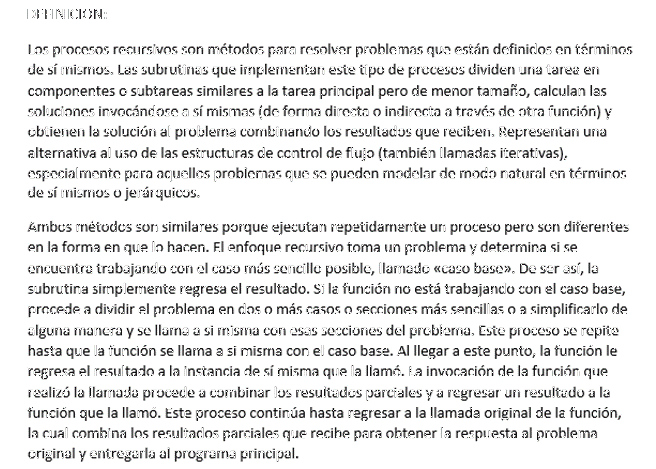 DEFINICIÓN:
Los procesos recursivos son métodos para resolver problemas que están definidos en términos
de sí mismos. Las subrutinas que implementan este tipo de procesos dividen una tarea en
componentes o subtareas similares a la tarea principal pero de menor tamaño, calculan las
soluciones invocándose a sí mismas (de forma directa o indirecta a través de otra función) y
obtienen la solución al problema combinando los resultados que reciben. Representan una
alternativa al uso de las estructuras de control de flujo (también llamadas iterativas),
especialmente para aquellos problemas que se pueden modelar de modo natural en términos
de sí mismos o jerárquicos.
Ambos métodos son similares porque ejecutan repetidamente un proceso pero son diferentes
en la forma en que lo hacen. El enfoque recursivo toma un problema y determina si se
encuentra trabajando con el caso más sencillo posible, llamado «caso base». De ser así, la
subrutina simplemente regresa el resultado. Si la función no está trabajando con el caso base,
procede a dividir el problema en dos o más casos o secciones más sencillas o a simplificarlo de
alguna manera y se llama a si misma con esas secciones del problema. Este proceso se repite
hasta que la función se llama a si misma con el caso base. Al llegar a este punto, la función le
regresa el resultado a la instancia de sí misma que la llamó. La invocación de la función que
realizó la llamada procede a combinar los resultados parciales y a regresar un resultado a la
función que la llamó. Este proceso continúa hasta regresar a la llamada original de la función,
la cual combina los resultados parciales que recibe para obtener la respuesta al problema
original y entregarla al programa principal.